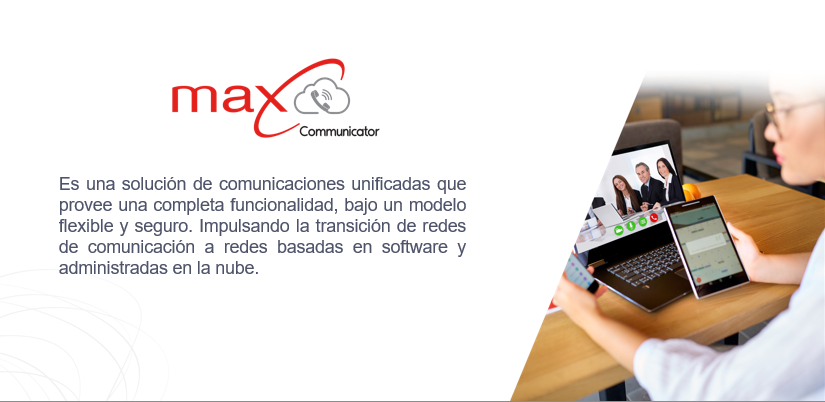 max
Communicator
Es una solución de comunicaciones unificadas que
provee una completa funcionalidad, bajo un modelo
flexible y seguro. Impulsando la transición de redes
de comunicación a redes basadas en software y
administradas en la nube.